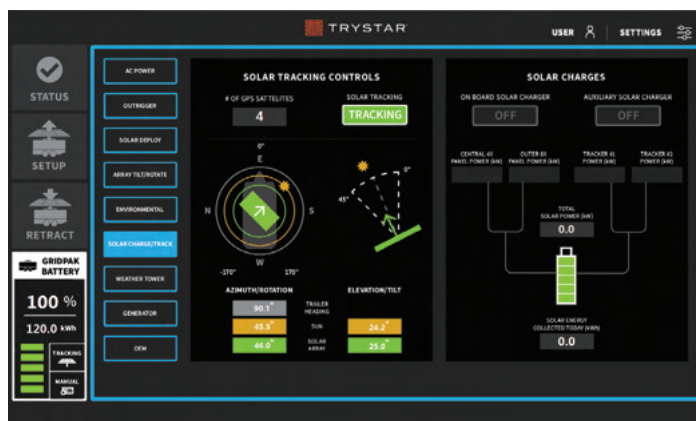 TRYSTAR
USER
SETTINGS
STATUS
SETUP
RETRACT
GRIDPAK
BATTERY
100 %
120.0 kWh
TRACKING
MANUAL
AC POWER
OUTRIGGER
SOLAR DEPLOY
ARRAY TILT/ROTATE
ENVIRONMENTAL
SOLAR CHARGE/TRACK
WEATHER TOWER
GENERATOR
OEM
SOLAR TRACKING CONTROLS
# OF GPS SATTELITES
SOLAR TRACKING
4
TRACKING
0°
E
N
S
W
-170°
170°
0°
45°
AZIMUTH/ROTATION
ELEVATION/TILT
90.1°
TRAILER
HEADING
SUN
24.2°
46.0°
SOLAR
ARRAY
25.0°
SOLAR CHARGES
ON BOARD SOLAR CHARGER
AUXILIARY SOLAR CHARGER
OFF
OFF
CENTRAL 4X
PANEL POWER (kW)
OUTER 8X
PANEL POWER (kW)
TRACKER #1
POWER (kW)
TRACKER #2
POWER (kW)
TOTAL
SOLAR POWER (kW)
0.0
SOLAR ENERGY
COLLECTED TODAY (kWh)
0.0